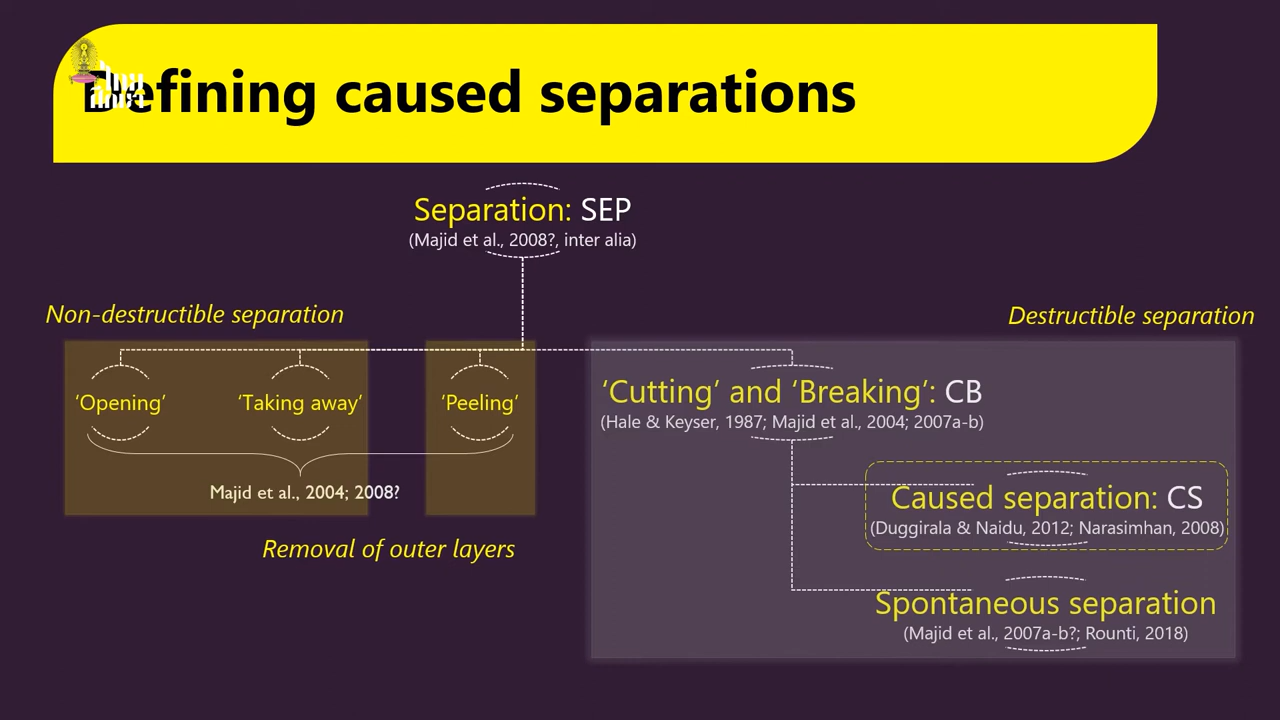 Defining caused separations
Separation: SEP
(Majid et al., 2008?, inter alia)
Non-destructible separation
Destructible separation
‘Opening’
‘Taking away’
‘Peeling’
‘Cutting’ and ‘Breaking’: CB
(Hale & Keyser, 1987; Majid et al., 2004; 2007a-b)
Majid et al., 2004; 2008?
Caused separation: CS
(Duggirala & Naidu, 2012; Narasimhan, 2008)
Removal of outer layers
Spontaneous separation
(Majid et al., 2007a-b?; Rounti, 2018)